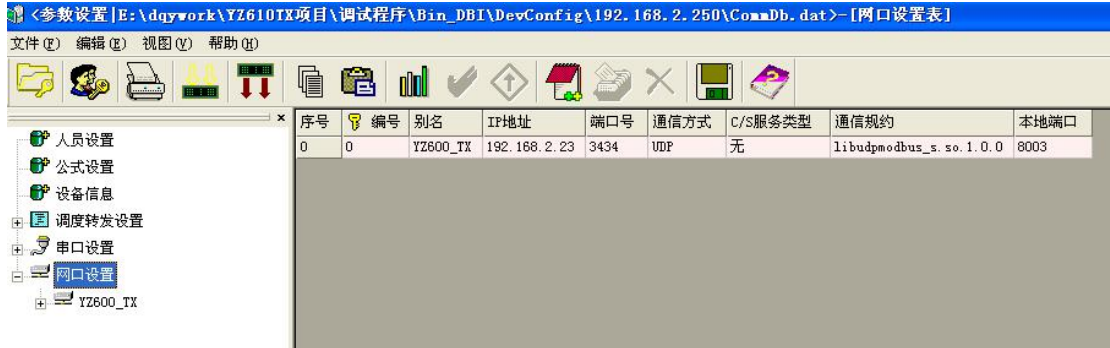 <参数设置|E:\dqywork\YZ610TX项目\调试程序\Bin_DBI\DevConfig\192.168.2.250\CommDb.dat>-[网口设置表]
文件(F) 编辑(E) 视图(V) 帮助(H)
序号 编号 别名 IP地址 端口号 通信方式 C/S服务类型 通信规约 本地端口
0 0 YZ600_TX 192.168.2.23 3434 UDP 无 libudpmodbus_s.so.1.0.0 8003
人员设置
公式设置
设备信息
调度转发设置
串口设置
网口设置
YZ600_TX